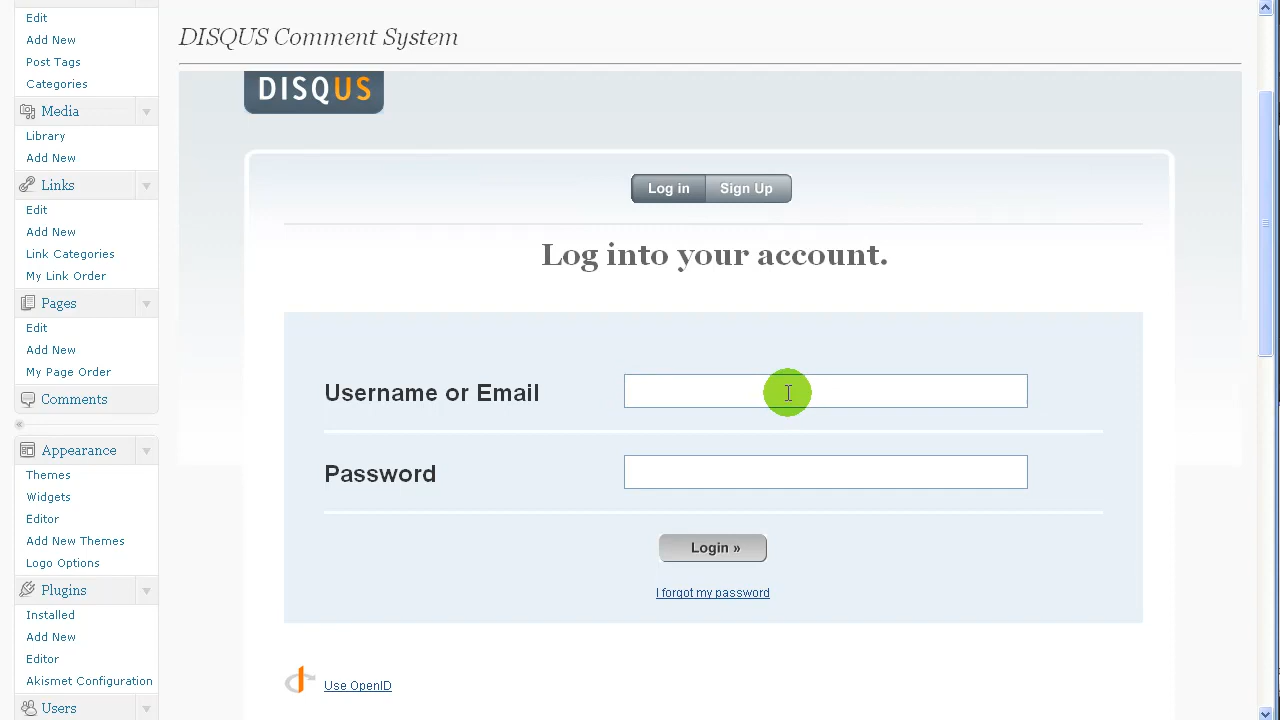 Edit
Add New
Post Tags
Categories
Media
Library
Add New
Links
Edit
Add New
Link Categories
My Link Order
Pages
Edit
Add New
My Page Order
Comments
Appearance
Themes
Widgets
Editor
Add New Themes
Logo Options
Plugins
Installed
Add New
Editor
Akismet Configuration
Users
DISQUS Comment System
DISQUS
Log in
Sign Up
Log into your account.
Username or Email
Password
Login »
I forgot my password
Use OpenID